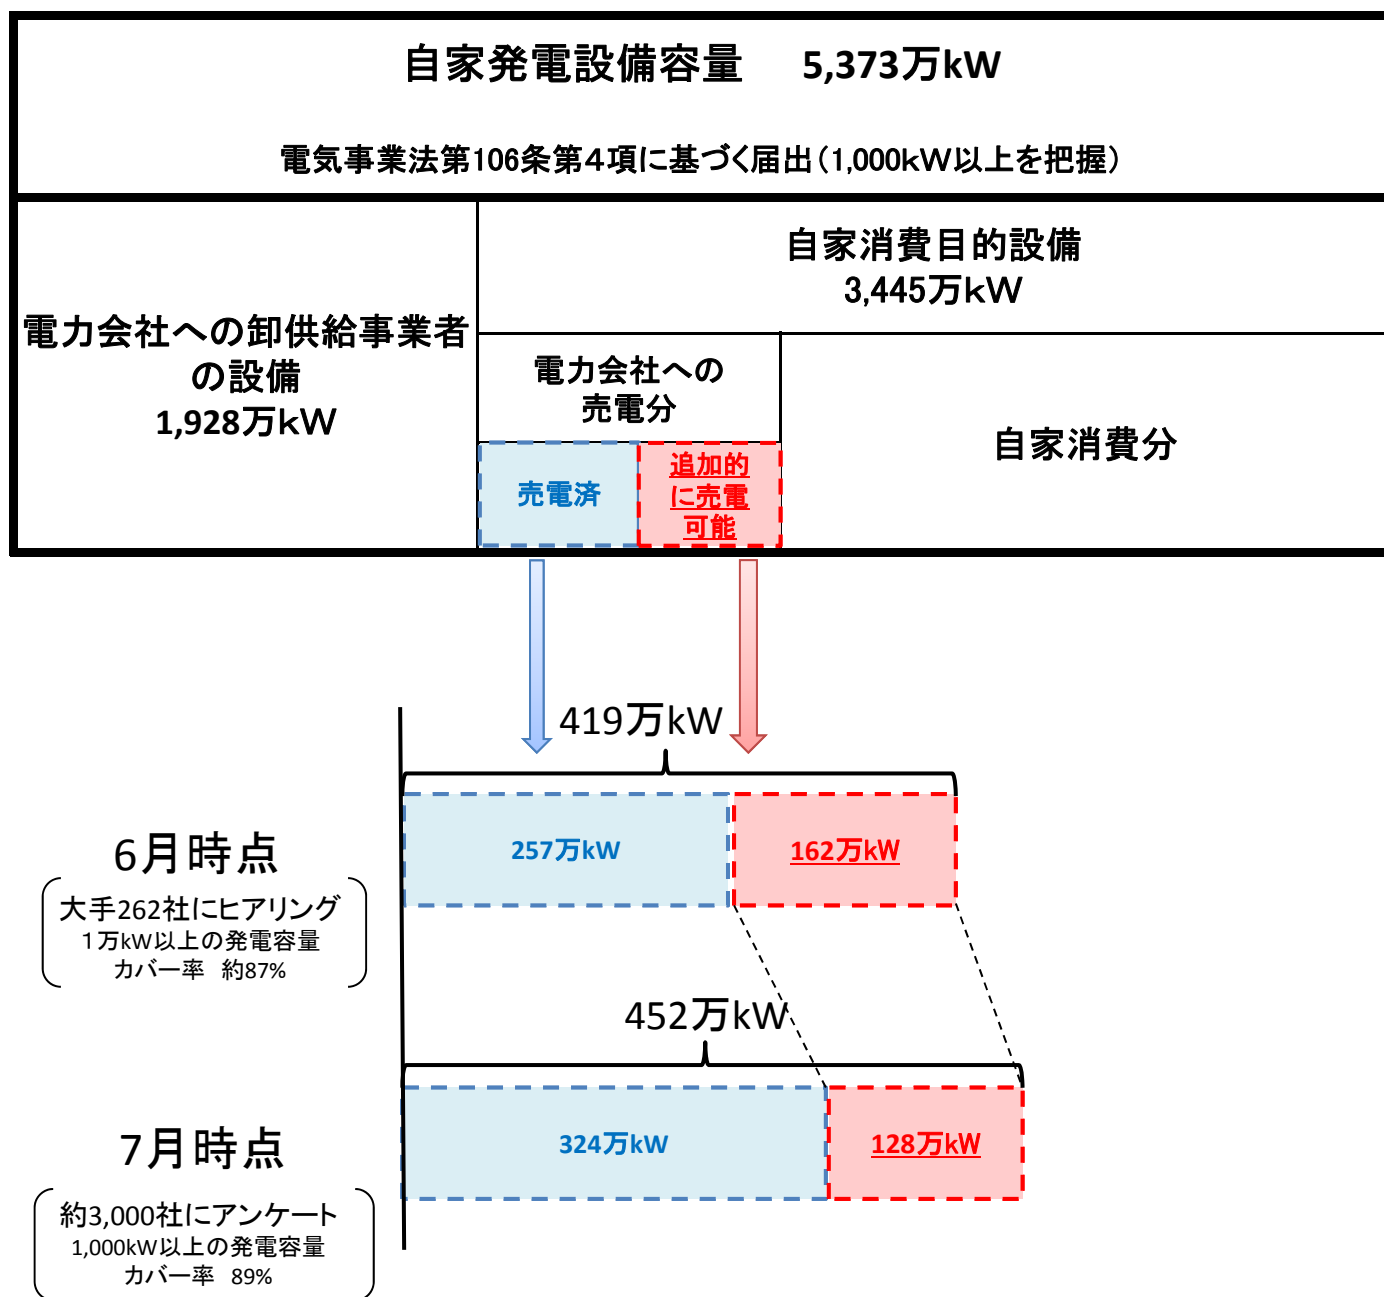 自家発電設備容量　5,373万kW
電気事業法第106条第４項に基づく届出（1,000kW以上を把握）
電力会社への卸供給事業者
の設備
1,928万kW
自家消費目的設備
3,445万kW
電力会社への
売電分
売電済
追加的
に売電
可能
自家消費分
419万kW
257万kW
162万kW
6月時点
大手262社にヒアリング
１万kW以上の発電容量
カバー率　約87%
452万kW
324万kW
128万kW
7月時点
約3,000社にアンケート
1,000kW以上の発電容量
カバー率　89%